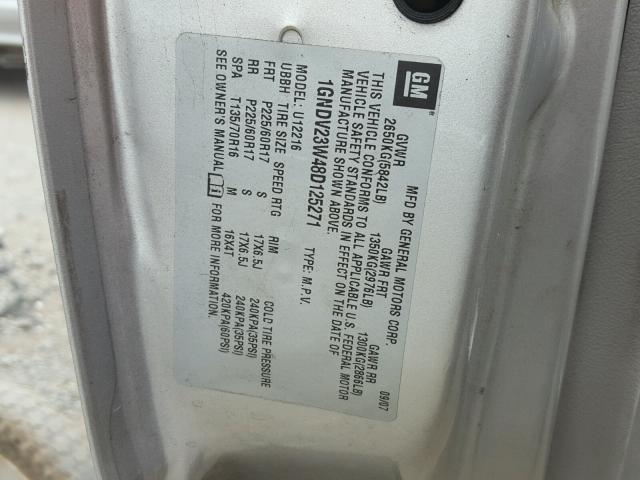 GM
MFD BY GENERAL MOTORS CORP. 09/07
GVWR GAWR FRT GAWR RR
2650KG(5842LB) 1350KG(2976LB) 1300KG(2866LB)
THIS VEHICLE CONFORMS TO ALL APPLICABLE U.S. FEDERAL MOTOR
VEHICLE SAFETY STANDARDS IN EFFECT ON THE DATE OF
MANUFACTURE SHOWN ABOVE.
1GNDV23W48D125271 TYPE: M.P.V.
MODEL: U12216
UBBH TIRE SIZE SPEED RTG RIM COLD TIRE PRESSURE
FRT P225/60R17 S 17X6.5J 240KPA(35PSI)
RR P225/60R17 S 17X6.5J 240KPA(35PSI)
SPA T135/70R16 M 16X4T 420KPA(60PSI)
SEE OWNER'S MANUAL FOR MORE INFORMATION.